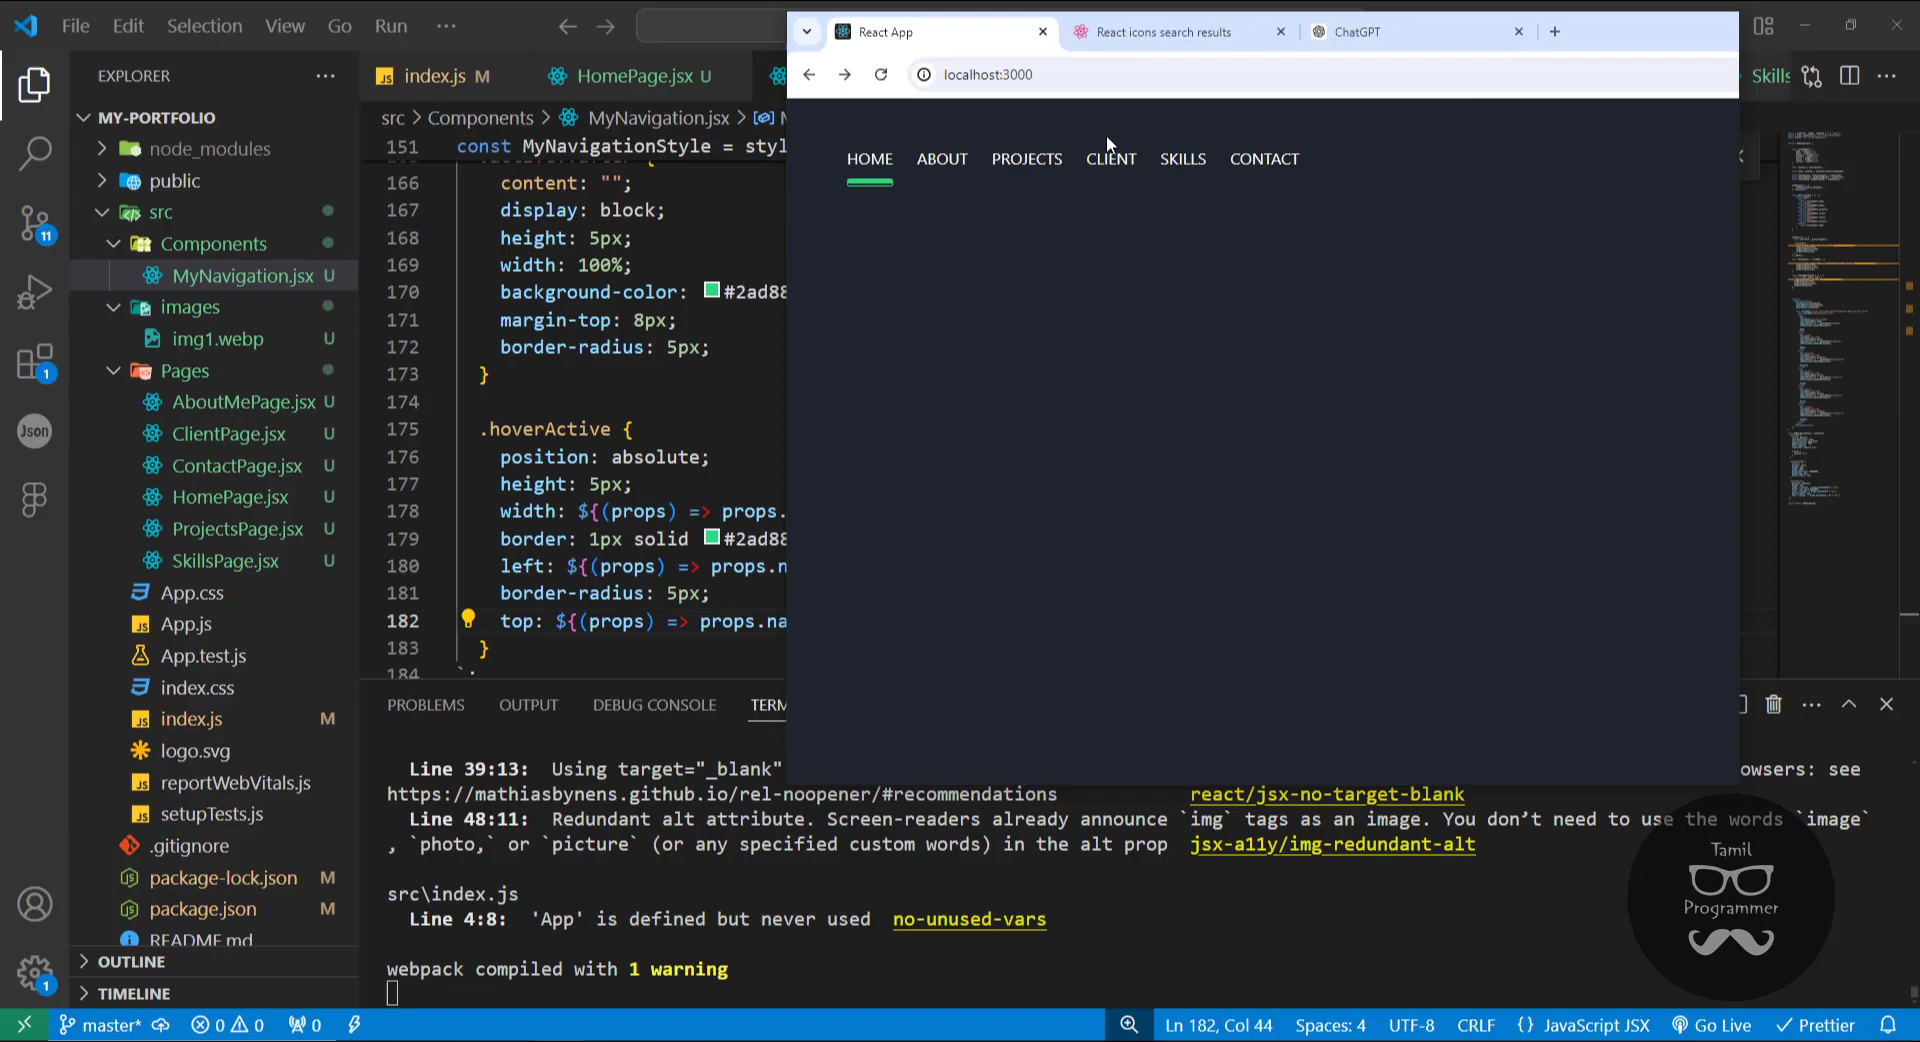 File Edit Selection View Go Run ···
React App
React icons search results
ChatGPT
localhost:3000
EXPLORER
index.js M
HomePage.jsx U
Skills
src > Components > MyNavigation.jsx >
MY-PORTFOLIO
node_modules
public
src
Components
MyNavigation.jsx U
images
img1.webp U
Pages
AboutMePage.jsx U
ClientPage.jsx U
ContactPage.jsx U
HomePage.jsx U
ProjectsPage.jsx U
SkillsPage.jsx U
App.css
App.js
App.test.js
index.css
index.js M
logo.svg
reportWebVitals.js
setupTests.js
.gitignore
package-lock.json M
package.json M
README.md
OUTLINE
TIMELINE
11
1
Json
1
151 const MyNavigationStyle = styl
166 content: "";
167 display: block;
168 height: 5px;
169 width: 100%;
170 background-color: #2ad88
171 margin-top: 8px;
172 border-radius: 5px;
173 }
174
175 .hoverActive {
176 position: absolute;
177 height: 5px;
178 width: ${(props) => props.
179 border: 1px solid #2ad88
180 left: ${(props) => props.n
181 border-radius: 5px;
182 top: ${(props) => props.na
183 }
184 `;
HOME ABOUT PROJECTS CLIENT SKILLS CONTACT
PROBLEMS OUTPUT DEBUG CONSOLE TERM
Line 39:13: Using target="_blank" owsers: see
https://mathiasbynens.github.io/rel-noopener/#recommendations react/jsx-no-target-blank
Line 48:11: Redundant alt attribute. Screen-readers already announce `img` tags as an image. You don’t need to use the words `image`
, `photo,` or `picture` (or any specified custom words) in the alt prop jsx-a11y/img-redundant-alt
src\index.js
Line 4:8: 'App' is defined but never used no-unused-vars
webpack compiled with 1 warning
Tamil
Programmer
master* 0 0 0 Ln 182, Col 44 Spaces: 4 UTF-8 CRLF {} JavaScript JSX Go Live Prettier